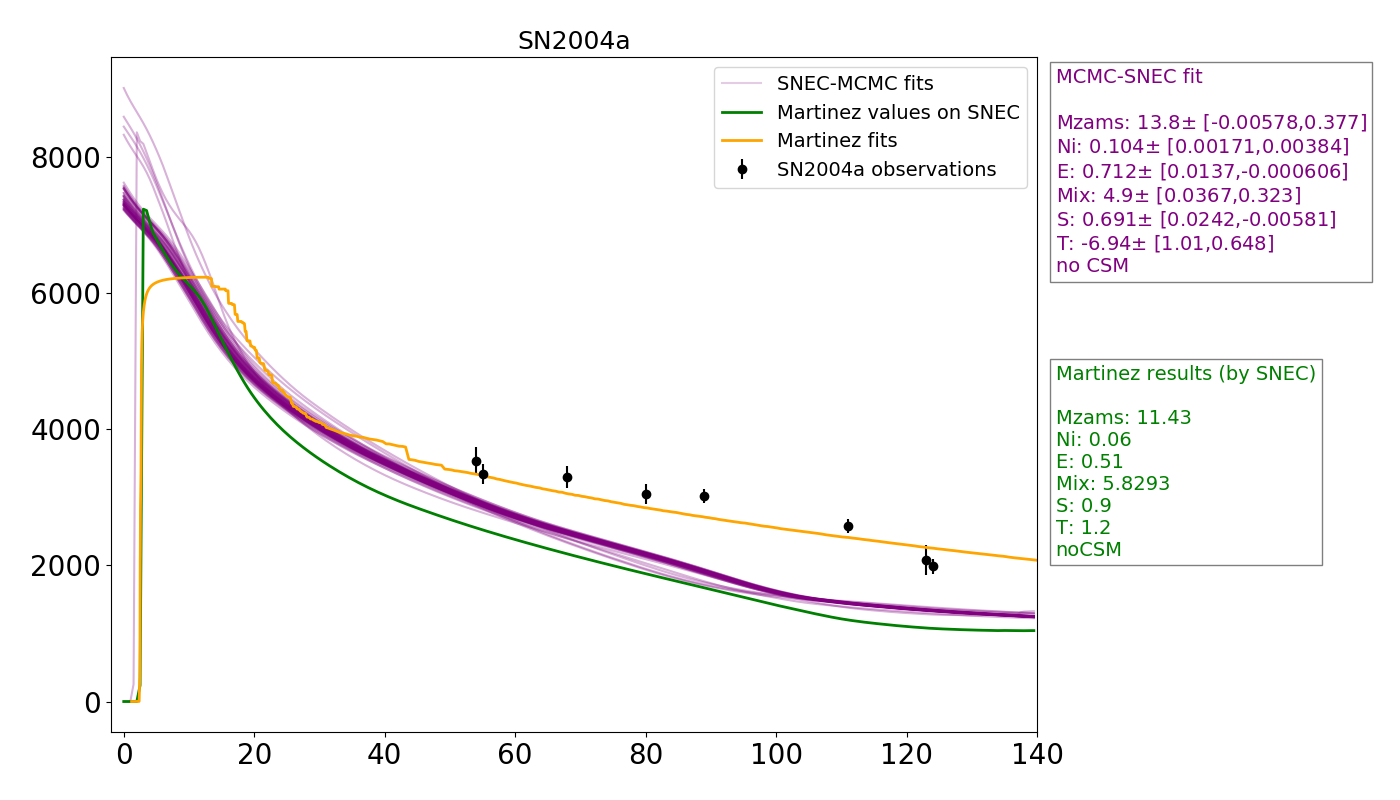 SN2004a
SNEC-MCMC fits
Martinez values on SNEC
Martinez fits
SN2004a observations
8000
6000
4000
2000
0
0 20 40 60 80 100 120 140
MCMC-SNEC fit
Mzams: 13.8± [-0.00578,0.377]
Ni: 0.104± [0.00171,0.00384]
E: 0.712± [0.0137,-0.000606]
Mix: 4.9± [0.0367,0.323]
S: 0.691± [0.0242,-0.00581]
T: -6.94± [1.01,0.648]
no CSM
Martinez results (by SNEC)
Mzams: 11.43
Ni: 0.06
E: 0.51
Mix: 5.8293
S: 0.9
T: 1.2
noCSM